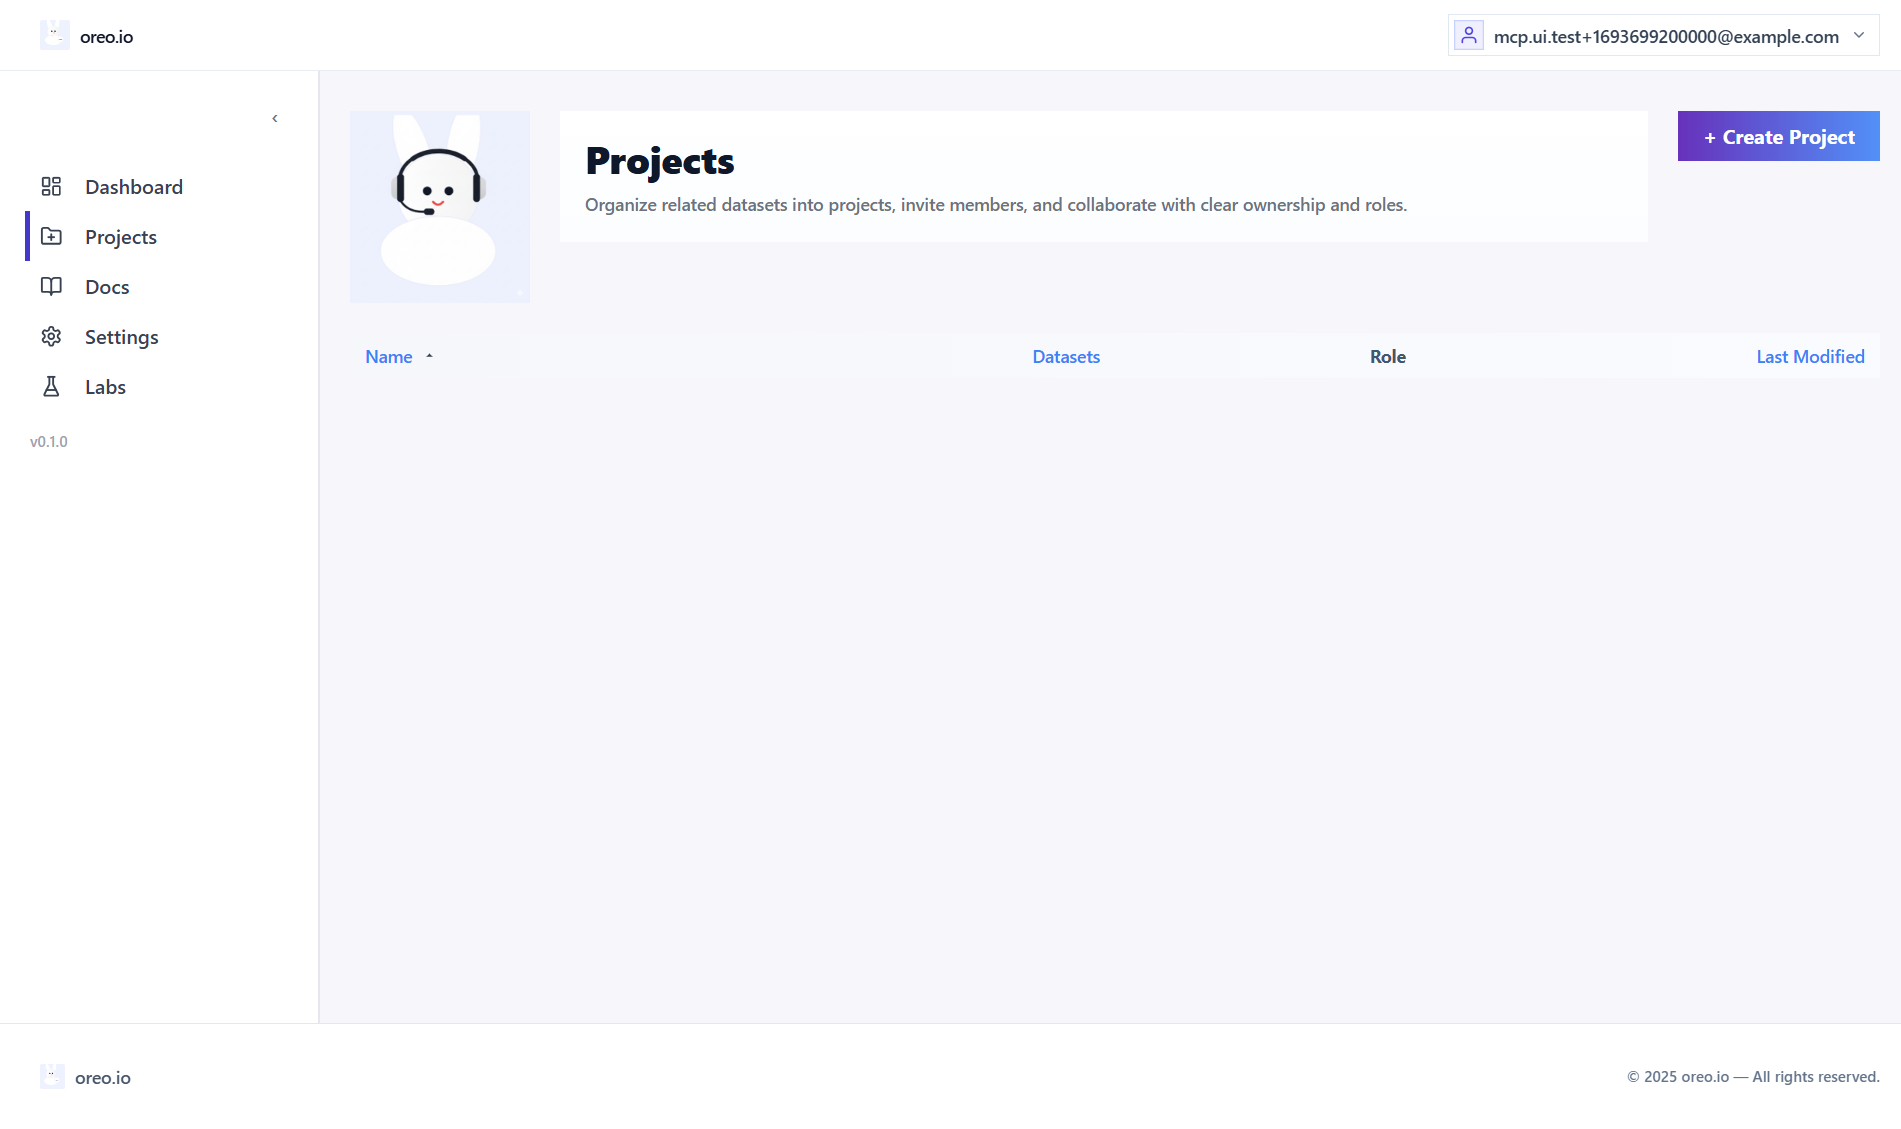 oreo.io
mcp.ui.test+1693699200000@example.com
Dashboard
Projects
Docs
Settings
Labs
v0.1.0
Projects
Organize related datasets into projects, invite members, and collaborate with clear ownership and roles.
+ Create Project
Name Datasets Role Last Modified
oreo.io
© 2025 oreo.io — All rights reserved.